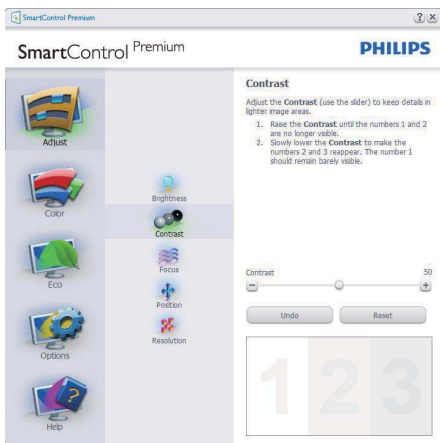 SmartControl Premium
SmartControl Premium
PHILIPS
Adjust
Color
Eco
Options
Help
Brightness
Contrast
Focus
Position
Resolution
Contrast
Adjust the Contrast (use the slider) to keep details in
lighter image areas.
1. Raise the Contrast until the numbers 1 and 2
are no longer visible.
2. Slowly lower the Contrast to make the
numbers 2 and 3 reappear. The number 1
should remain barely visible.
Contrast 50
Undo Reset
1 2 3